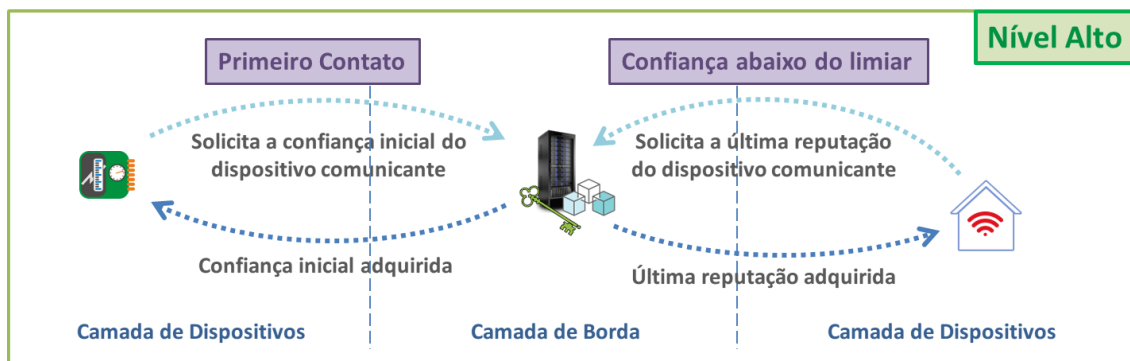 Nível Alto
Primeiro Contato
Confiança abaixo do limiar
Solicita a confiança inicial do
dispositivo comunicante
Solicita a última reputação
do dispositivo comunicante
Confiança inicial adquirida
Última reputação adquirida
Camada de Dispositivos
Camada de Borda
Camada de Dispositivos